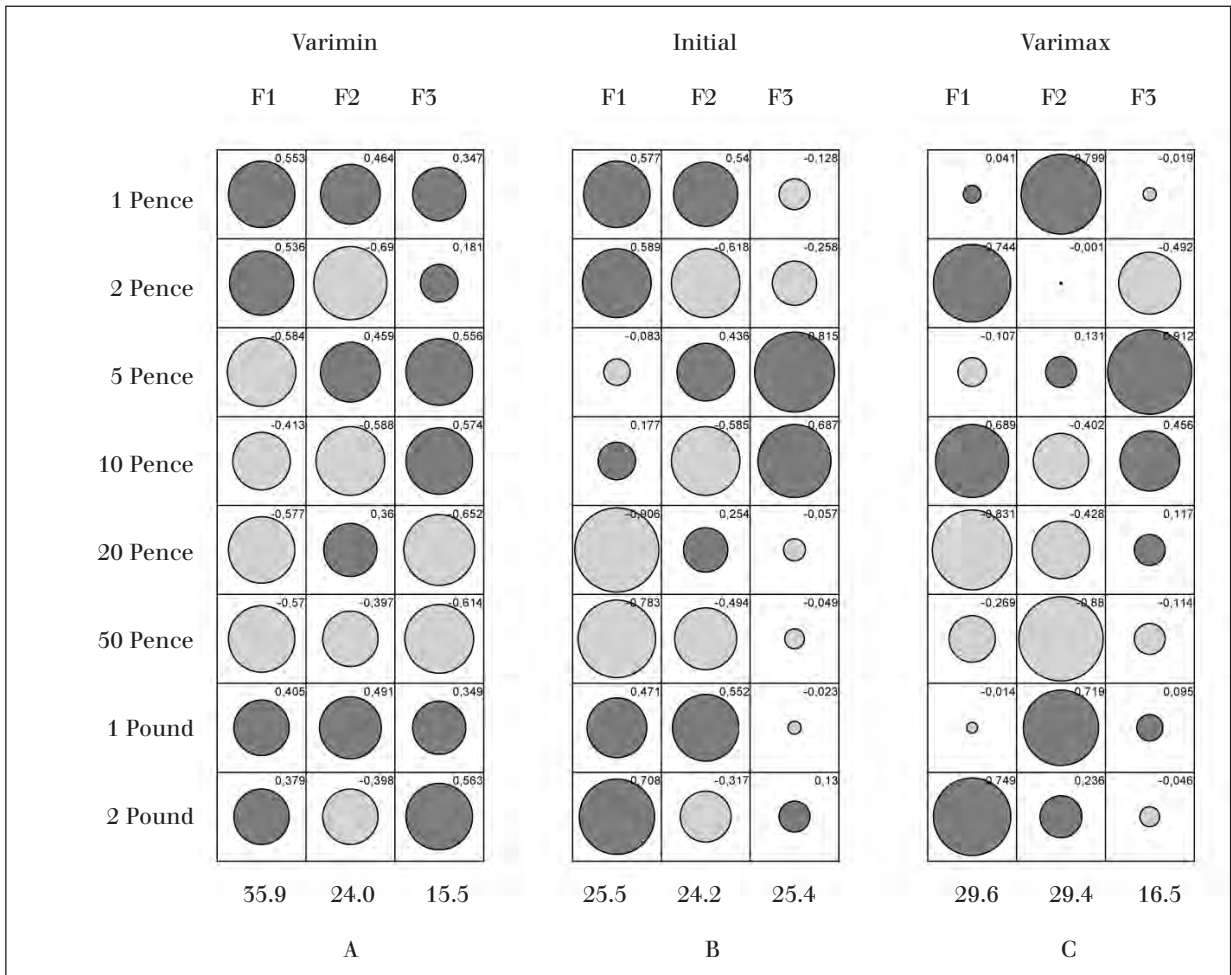 Varimin Initial Varimax
F1 F2 F3 F1 F2 F3 F1 F2 F3
1 Pence 0,553 0,464 0,347 0,577 0,54 -0,128 0,041 0,799 -0,019
2 Pence 0,536 -0,69 0,181 0,589 -0,618 -0,258 0,744 -0,001 -0,492
5 Pence -0,584 0,459 0,556 -0,083 0,436 0,815 -0,107 0,131 0,912
10 Pence -0,413 -0,588 0,574 0,177 -0,585 0,687 0,689 -0,402 0,456
20 Pence -0,577 0,36 -0,652 -0,906 0,254 -0,057 -0,831 -0,428 0,117
50 Pence -0,57 -0,397 -0,614 -0,783 -0,494 -0,049 -0,269 -0,88 -0,114
1 Pound 0,405 0,491 0,349 0,471 0,552 -0,023 -0,014 0,719 0,095
2 Pound 0,379 -0,398 0,563 0,708 -0,317 0,13 0,749 0,236 -0,046
35.9 24.0 15.5 25.5 24.2 25.4 29.6 29.4 16.5
A B C